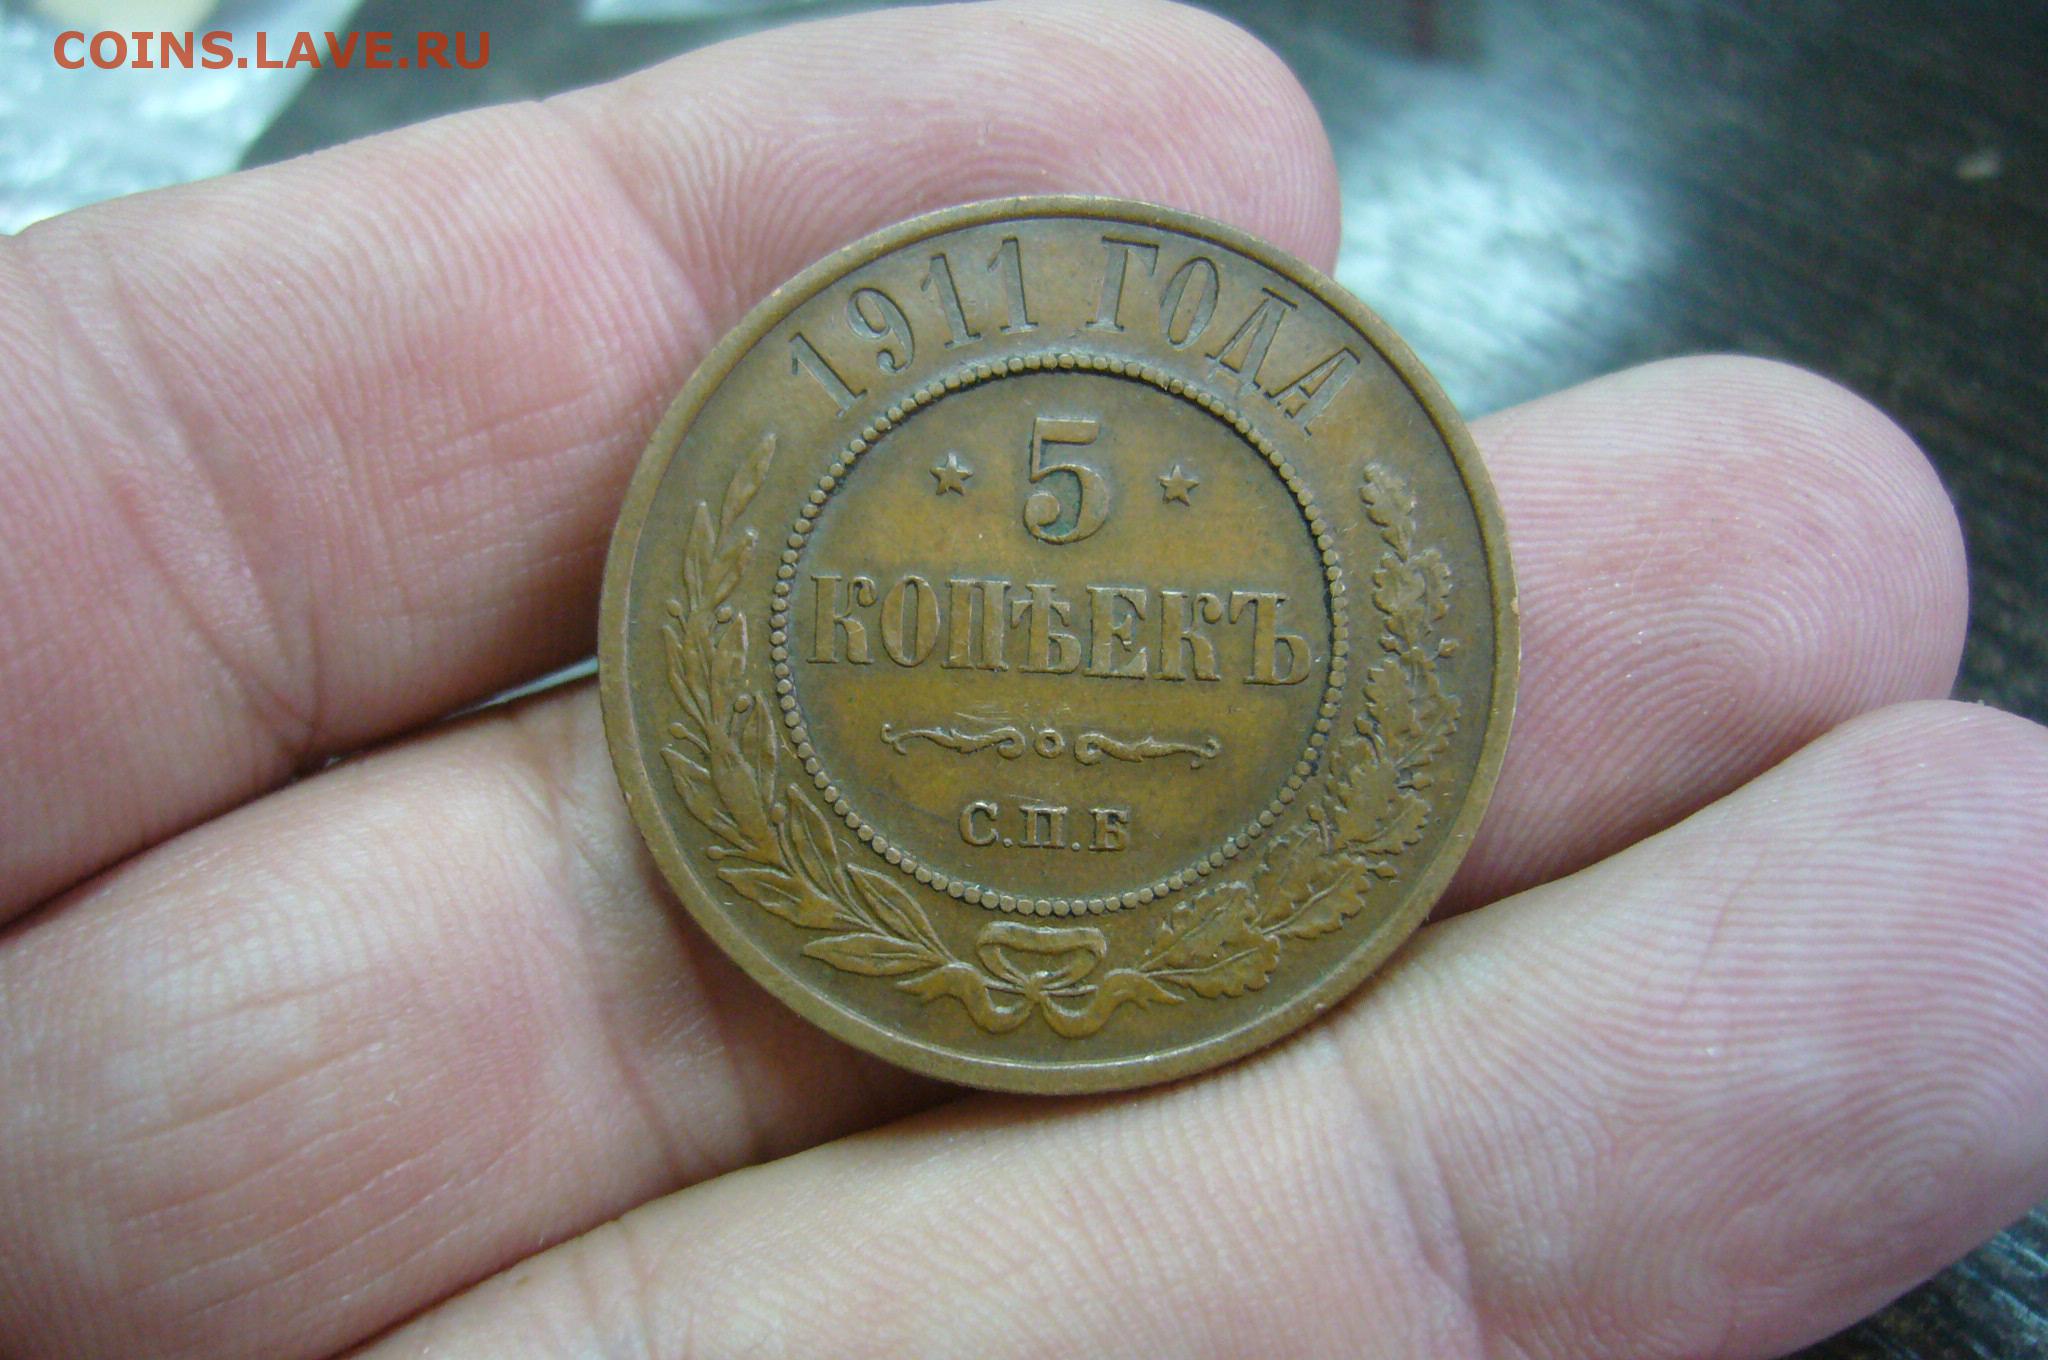 COINS.LAVE.RU
1911 ГОДА
5
КОПѢЕКЪ
С.П.Б